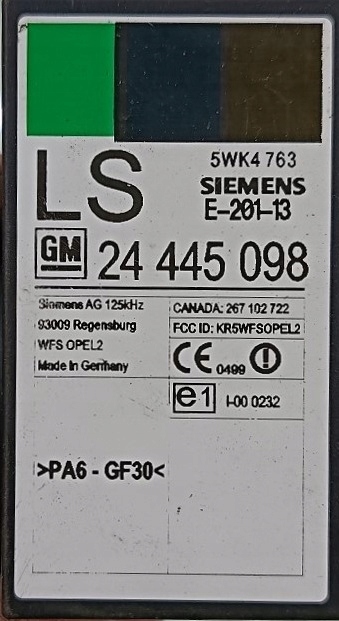 LS
5WK4 763
SIEMENS
E-201-13
GM 24 445 098
Siemens AG 125kHz
93009 Regensburg
WFS OPEL2
Made in Germany
CANADA: 267 102 722
FCC ID: KR5WFSOPEL2
CE 0499
e1 I-00 0232
>PA6 - GF30<